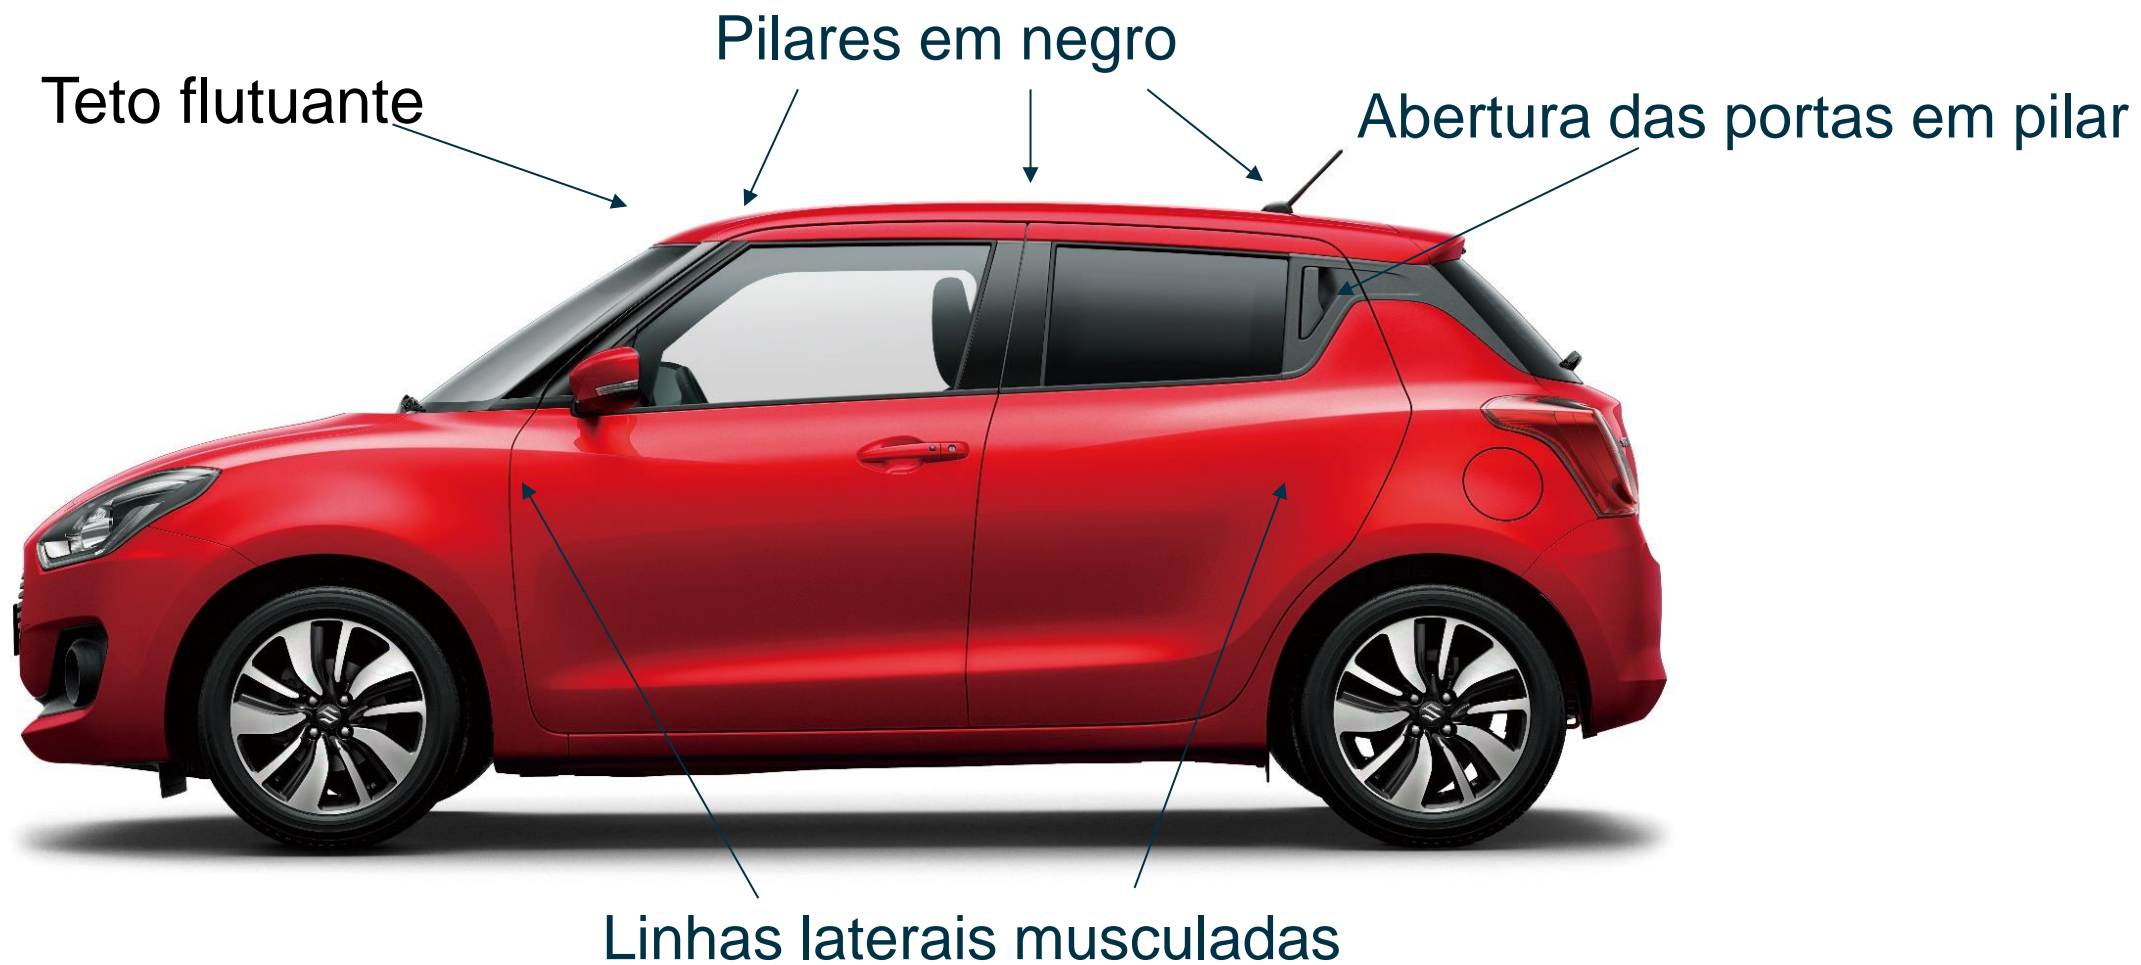 Pilares em negro
Teto flutuante
Abertura das portas em pilar
Linhas laterais musculadas